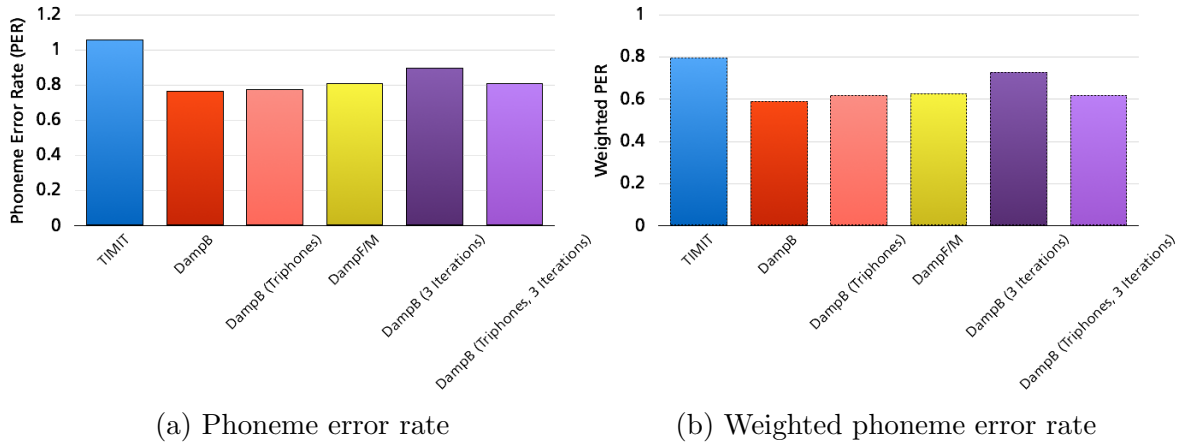 Phoneme Error Rate (PER)
1.2
1
0.8
0.6
0.4
0.2
0
TIMIT
DampB
DampB (Triphones)
DampF/M
DampB (3 Iterations)
DampB (Triphones, 3 Iterations)
(a) Phoneme error rate
Weighted PER
1
0.8
0.6
0.4
0.2
0
TIMIT
DampB
DampB (Triphones)
DampF/M
DampB (3 Iterations)
DampB (Triphones, 3 Iterations)
(b) Weighted phoneme error rate